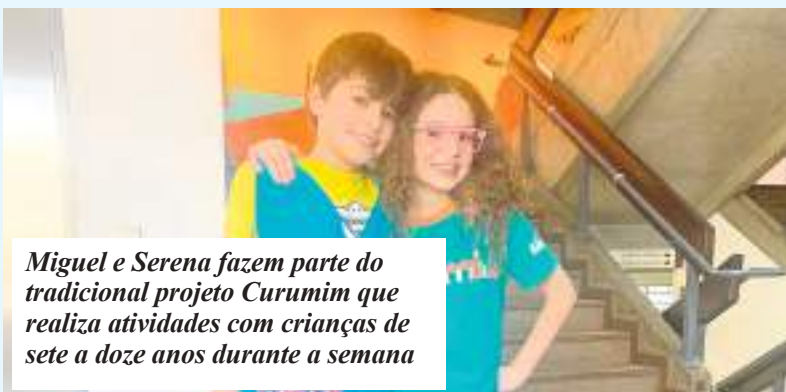 Miguel e Serena fazem parte do
tradicional projeto Curumim que
realiza atividades com crianças de
sete a doze anos durante a semana